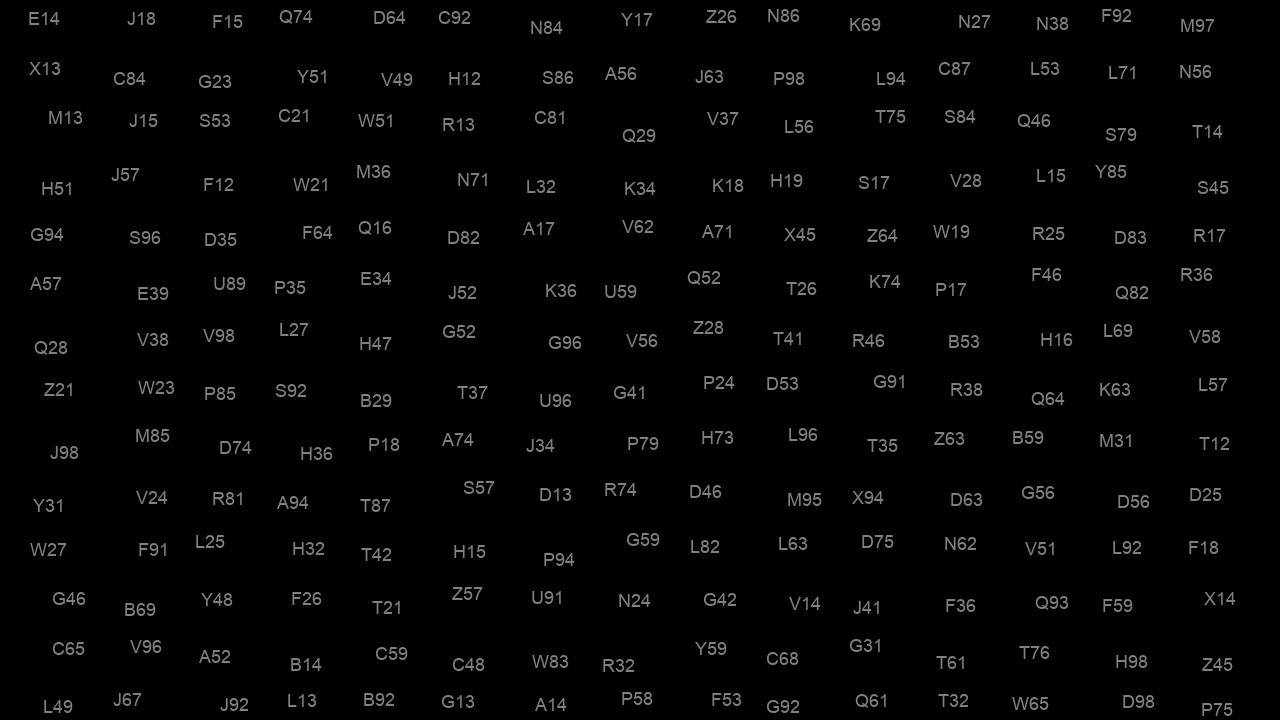 E14 J18 F15 Q74 D64 C92 N84 Y17 Z26 N86 K69 N27 N38 F92 M97
X13 C84 G23 Y51 V49 H12 S86 A56 J63 P98 L94 C87 L53 L71 N56
M13 J15 S53 C21 W51 R13 C81 Q29 V37 L56 T75 S84 Q46 S79 T14
H51 J57 F12 W21 M36 N71 L32 K34 K18 H19 S17 V28 L15 Y85 S45
G94 S96 D35 F64 Q16 D82 A17 V62 A71 X45 Z64 W19 R25 D83 R17
A57 E39 U89 P35 E34 J52 K36 U59 Q52 T26 K74 P17 F46 Q82 R36
Q28 V38 V98 L27 H47 G52 G96 V56 Z28 T41 R46 B53 H16 L69 V58
Z21 W23 P85 S92 B29 T37 U96 G41 P24 D53 G91 R38 Q64 K63 L57
J98 M85 D74 H36 P18 A74 J34 P79 H73 L96 T35 Z63 B59 M31 T12
Y31 V24 R81 A94 T87 S57 D13 R74 D46 M95 X94 D63 G56 D56 D25
W27 F91 L25 H32 T42 H15 P94 G59 L82 L63 D75 N62 V51 L92 F18
G46 B69 Y48 F26 T21 Z57 U91 N24 G42 V14 J41 F36 Q93 F59 X14
C65 V96 A52 B14 C59 C48 W83 R32 Y59 C68 G31 T61 T76 H98 Z45
L49 J67 J92 L13 B92 G13 A14 P58 F53 G92 Q61 T32 W65 D98 P75